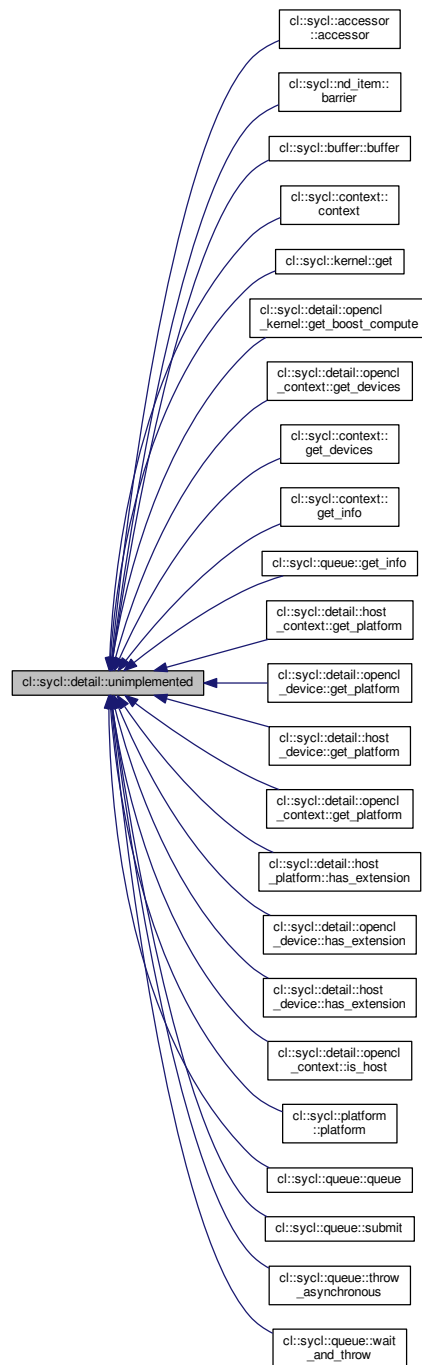 cl::sycl::accessor
::accessor
cl::sycl::nd_item::
barrier
cl::sycl::buffer::buffer
cl::sycl::context::
context
cl::sycl::kernel::get
cl::sycl::detail::opencl
_kernel::get_boost_compute
cl::sycl::detail::opencl
_context::get_devices
cl::sycl::context::
get_devices
cl::sycl::context::
get_info
cl::sycl::queue::get_info
cl::sycl::detail::host
_context::get_platform
cl::sycl::detail::unimplemented
cl::sycl::detail::opencl
_device::get_platform
cl::sycl::detail::host
_device::get_platform
cl::sycl::detail::opencl
_context::get_platform
cl::sycl::detail::host
_platform::has_extension
cl::sycl::detail::opencl
_device::has_extension
cl::sycl::detail::host
_device::has_extension
cl::sycl::detail::opencl
_context::is_host
cl::sycl::platform
::platform
cl::sycl::queue::queue
cl::sycl::queue::submit
cl::sycl::queue::throw
_asynchronous
cl::sycl::queue::wait
_and_throw